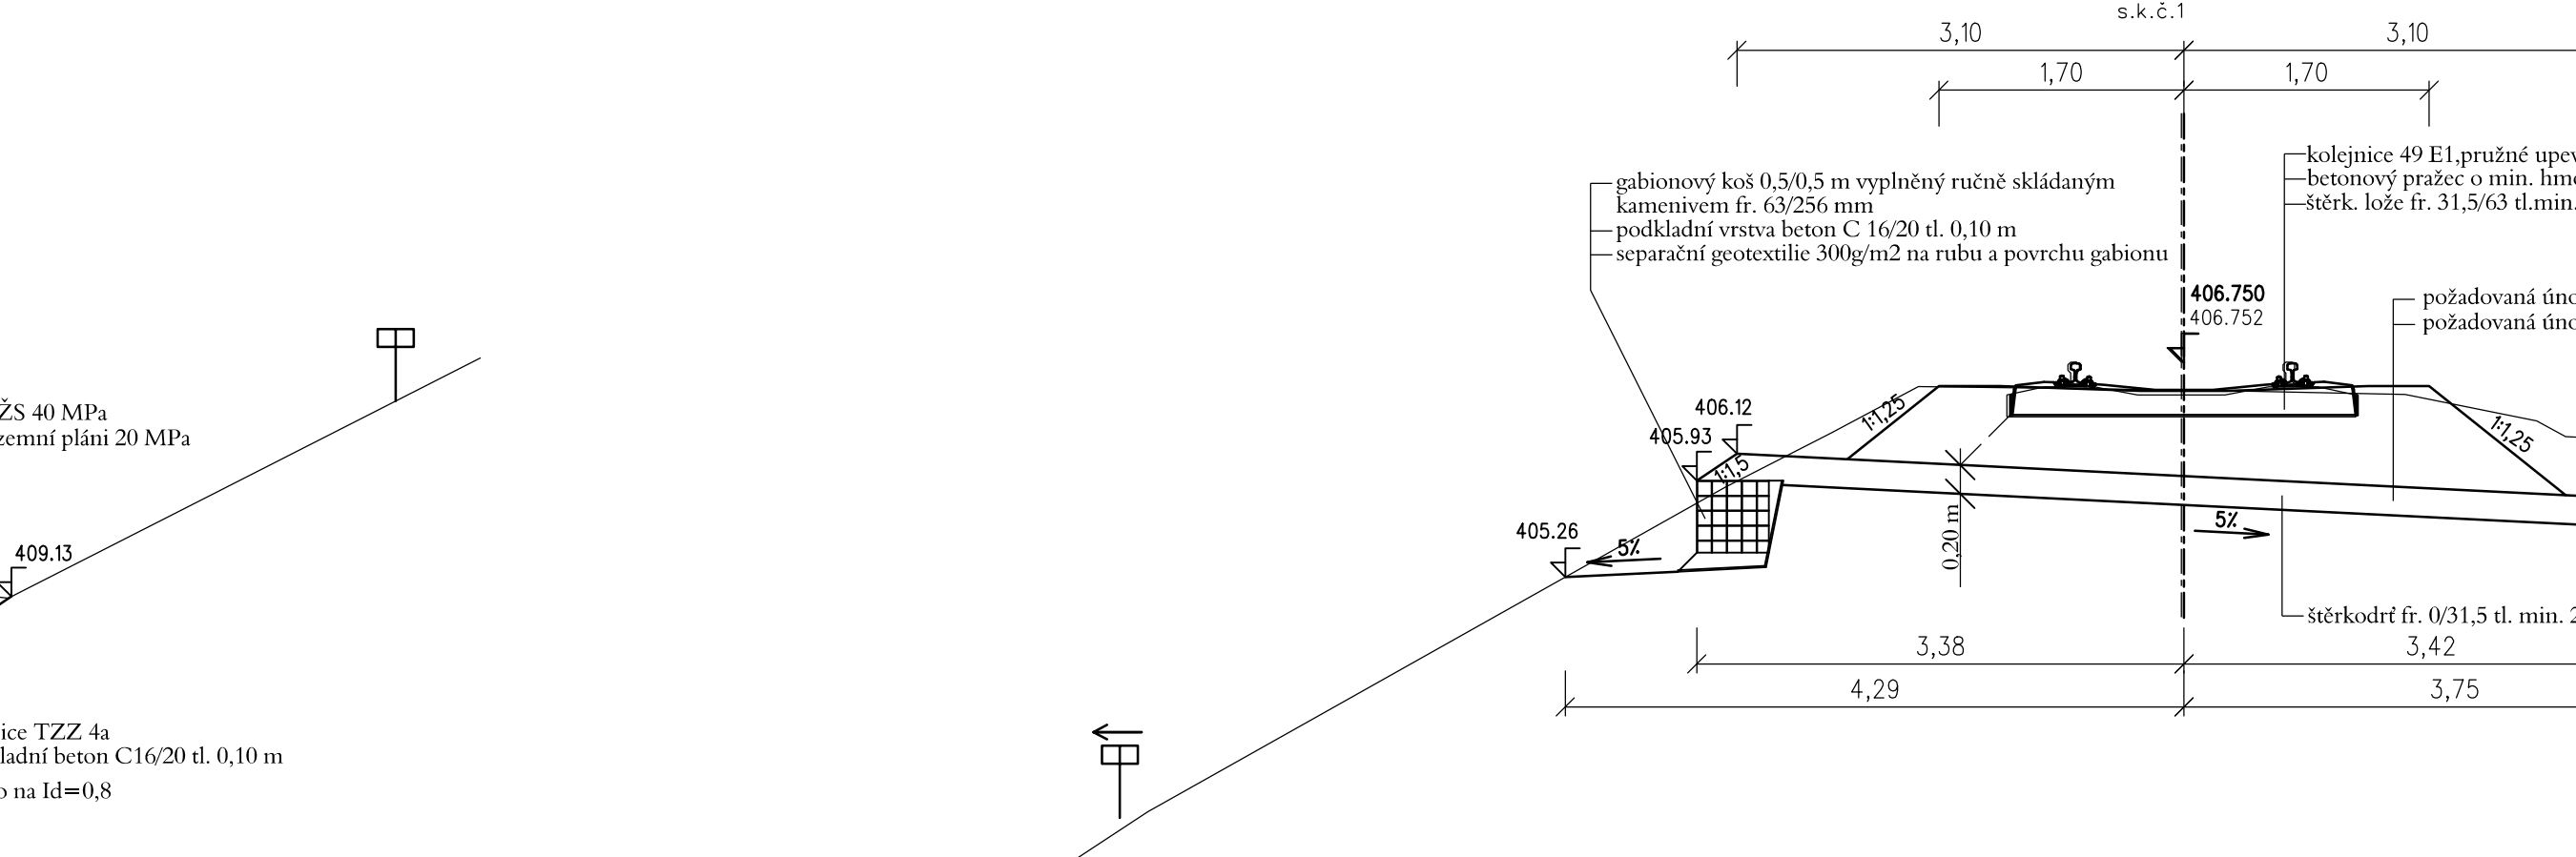 s.k.č.1
3,10
3,10
1,70
1,70
gabionový koš 0,5/0,5 m vyplněný ručně skládaným
kamenivem fr. 63/256 mm
podkladní vrstva beton C 16/20 tl. 0,10 m
separační geotextilie 300g/m2 na rubu a povrchu gabionu
kolejnice 49 E1,pružné upev
betonový pražec o min. hmo
štěrk. lože fr. 31,5/63 tl.min.
406.750
406.752
požadovaná úno
požadovaná úno
ŽS 40 MPa
zemní pláni 20 MPa
409.13
406.12
405.93
1:1,5
1:1,25
1:1,25
405.26
5%
5%
0,20 m
štěrkodrť fr. 0/31,5 tl. min. 2
3,38
3,42
4,29
3,75
ice TZZ 4a
ladní beton C16/20 tl. 0,10 m
o na Id=0,8